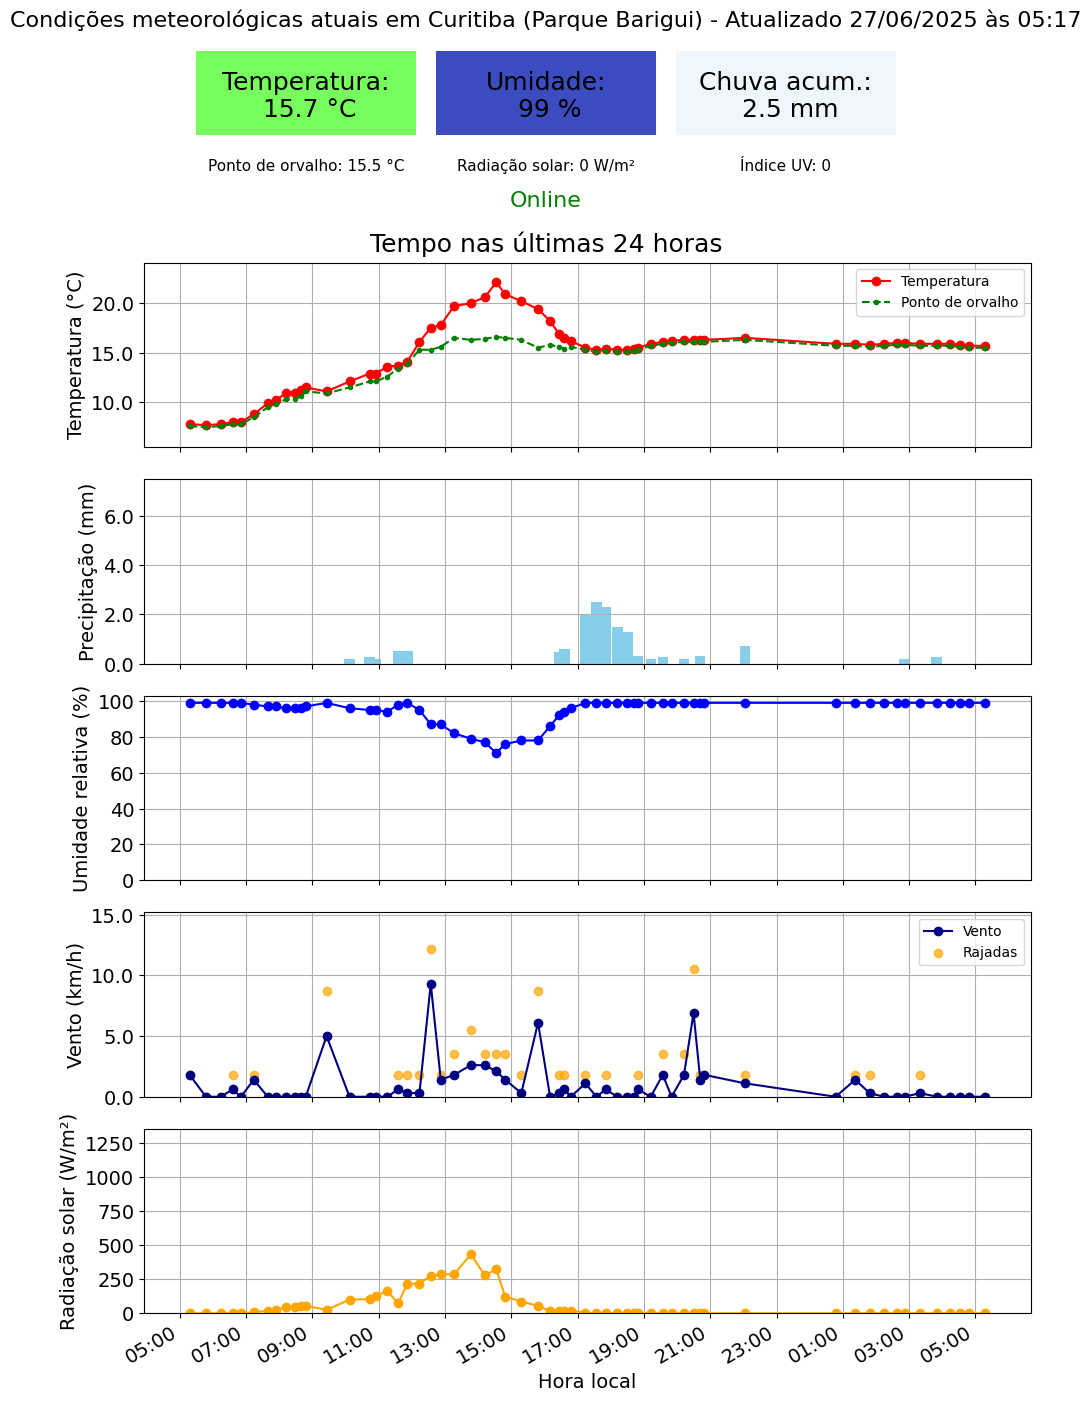 Condições meteorológicas atuais em Curitiba (Parque Barigui) - Atualizado 27/06/2025 às 05:17
Temperatura:
15.7 °C
Umidade:
99 %
Chuva acum.:
2.5 mm
Ponto de orvalho: 15.5 °C
Radiação solar: 0 W/m²
Índice UV: 0
Online
Tempo nas últimas 24 horas
Temperatura (°C)
20.0
15.0
10.0
Temperatura
Ponto de orvalho
Precipitação (mm)
6.0
4.0
2.0
0.0
Umidade relativa (%)
100
80
60
40
20
0
Vento (km/h)
15.0
10.0
5.0
0.0
Vento
Rajadas
Radiação solar (W/m²)
1250
1000
750
500
250
0
05:00
07:00
09:00
11:00
13:00
15:00
17:00
19:00
21:00
23:00
01:00
03:00
05:00
Hora local